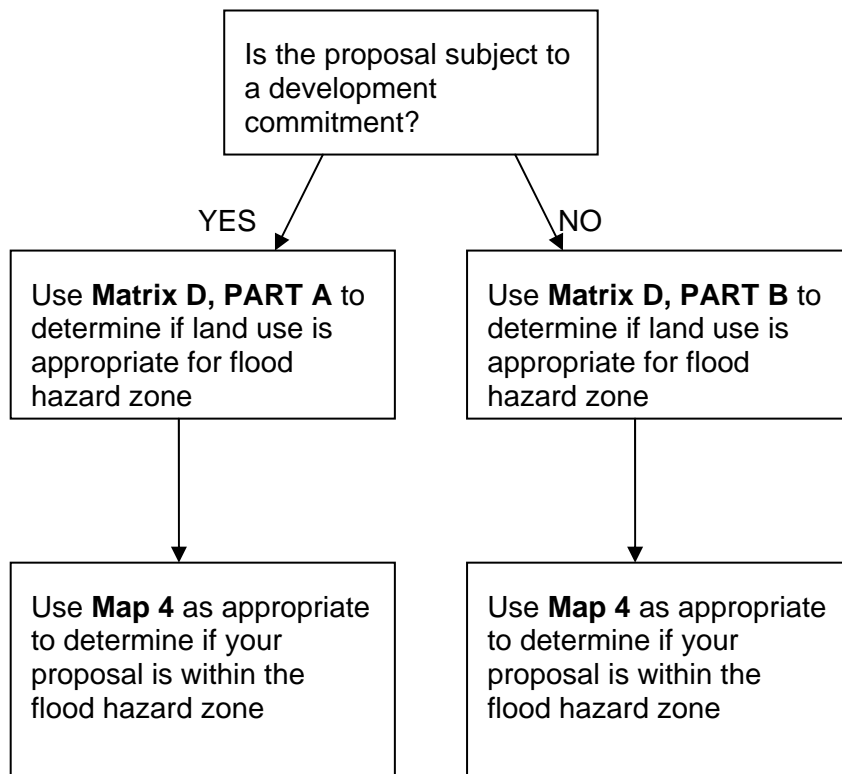 Is the proposal subject to
a development
commitment?
YES
NO
Use Matrix D, PART A to
determine if land use is
appropriate for flood
hazard zone
Use Matrix D, PART B to
determine if land use is
appropriate for flood
hazard zone
Use Map 4 as appropriate
to determine if your
proposal is within the
flood hazard zone
Use Map 4 as appropriate
to determine if your
proposal is within the
flood hazard zone